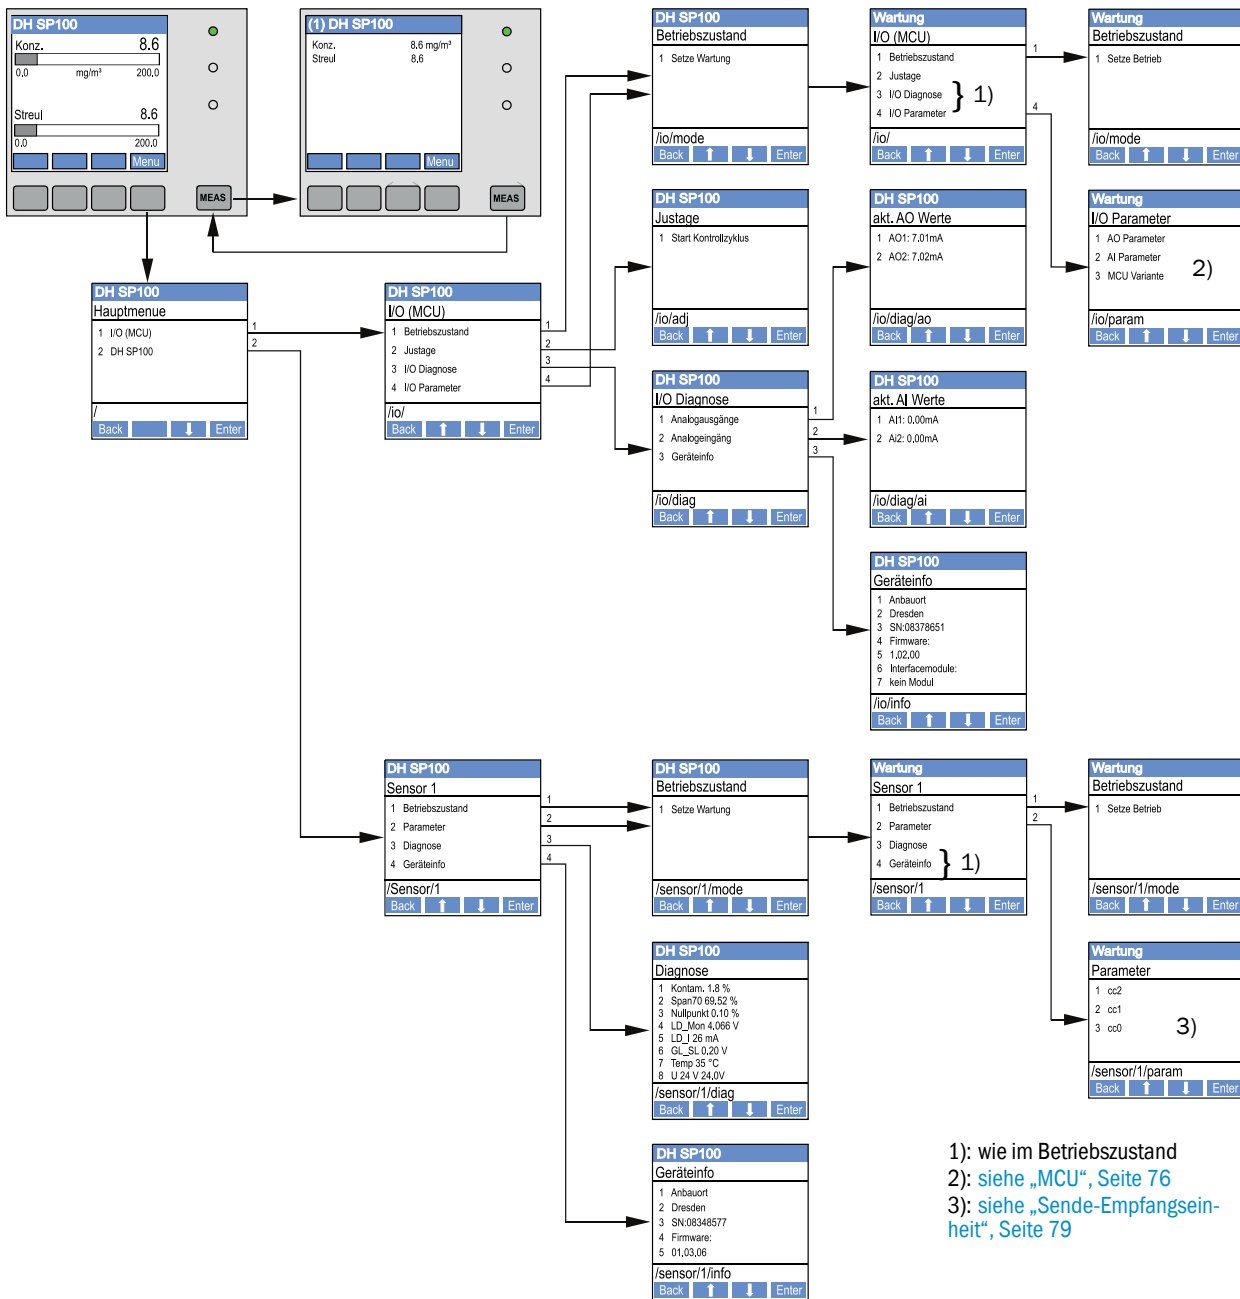 DH SP100
Konz. 8.6
0.0 mg/m³ 200.0
Streul 8.6
0.0 200.0
Menu
MEAS
(1) DH SP100
Konz. 8.6 mg/m³
Streul 8.6
Menu
MEAS
DH SP100
Betriebszustand
1 Setze Wartung
/io/mode
Back Enter
Wartung
I/O (MCU)
1 Betriebszustand
2 Justage
3 I/O Diagnose
4 I/O Parameter
} 1)
/io/
Back Enter
1
4
Wartung
Betriebszustand
1 Setze Betrieb
/io/mode
Back Enter
DH SP100
Justage
1 Start Kontrollzyklus
/io/adj
Back Enter
DH SP100
akt. AO Werte
1 AO1: 7.01mA
2 AO2: 7.02mA
/io/diag/ao
Back Enter
Wartung
I/O Parameter
1 AO Parameter
2 AI Parameter
3 MCU Variante
2)
/io/param
Back Enter
DH SP100
Hauptmenue
1 I/O (MCU)
2 DH SP100
/
Back Enter
1
2
DH SP100
I/O (MCU)
1 Betriebszustand
2 Justage
3 I/O Diagnose
4 I/O Parameter
/io/
Back Enter
1
2
3
4
DH SP100
I/O Diagnose
1 Analogausgänge
2 Analogeingäng
3 Geräteinfo
/io/diag
Back Enter
1
2
3
DH SP100
akt. AI Werte
1 AI1: 0,00mA
2 Ai2: 0,00mA
/io/diag/ai
Back Enter
DH SP100
Geräteinfo
1 Anbauort
2 Dresden
3 SN:08378651
4 Firmware:
5 1.02.00
6 Interfacemodule:
7 kein Modul
/io/info
Back Enter
DH SP100
Sensor 1
1 Betriebszustand
2 Parameter
3 Diagnose
4 Geräteinfo
/Sensor/1
Back Enter
1
2
3
4
DH SP100
Betriebszustand
1 Setze Wartung
/sensor/1/mode
Back Enter
Wartung
Sensor 1
1 Betriebszustand
2 Parameter
3 Diagnose
4 Geräteinfo
} 1)
/sensor/1
Back Enter
1
2
Wartung
Betriebszustand
1 Setze Betrieb
/sensor/1/mode
Back Enter
DH SP100
Diagnose
1 Kontam. 1.8 %
2 Span70 69,52 %
3 Nullpunkt 0.10 %
4 LD_Mon 4.066 V
5 LD_I 26 mA
6 GL_SL 0.20 V
7 Temp 35 °C
8 U 24 V 24.0V
/sensor/1/diag
Back Enter
Wartung
Parameter
1 cc2
2 cc1
3 cc0
3)
/sensor/1/param
Back Enter
DH SP100
Geräteinfo
1 Anbauort
2 Dresden
3 SN:08348577
4 Firmware:
5 01,03,06
/sensor/1/info
Back Enter
1): wie im Betriebszustand
2): siehe „MCU“, Seite 76
3): siehe „Sende-Empfangsein-
heit“, Seite 79